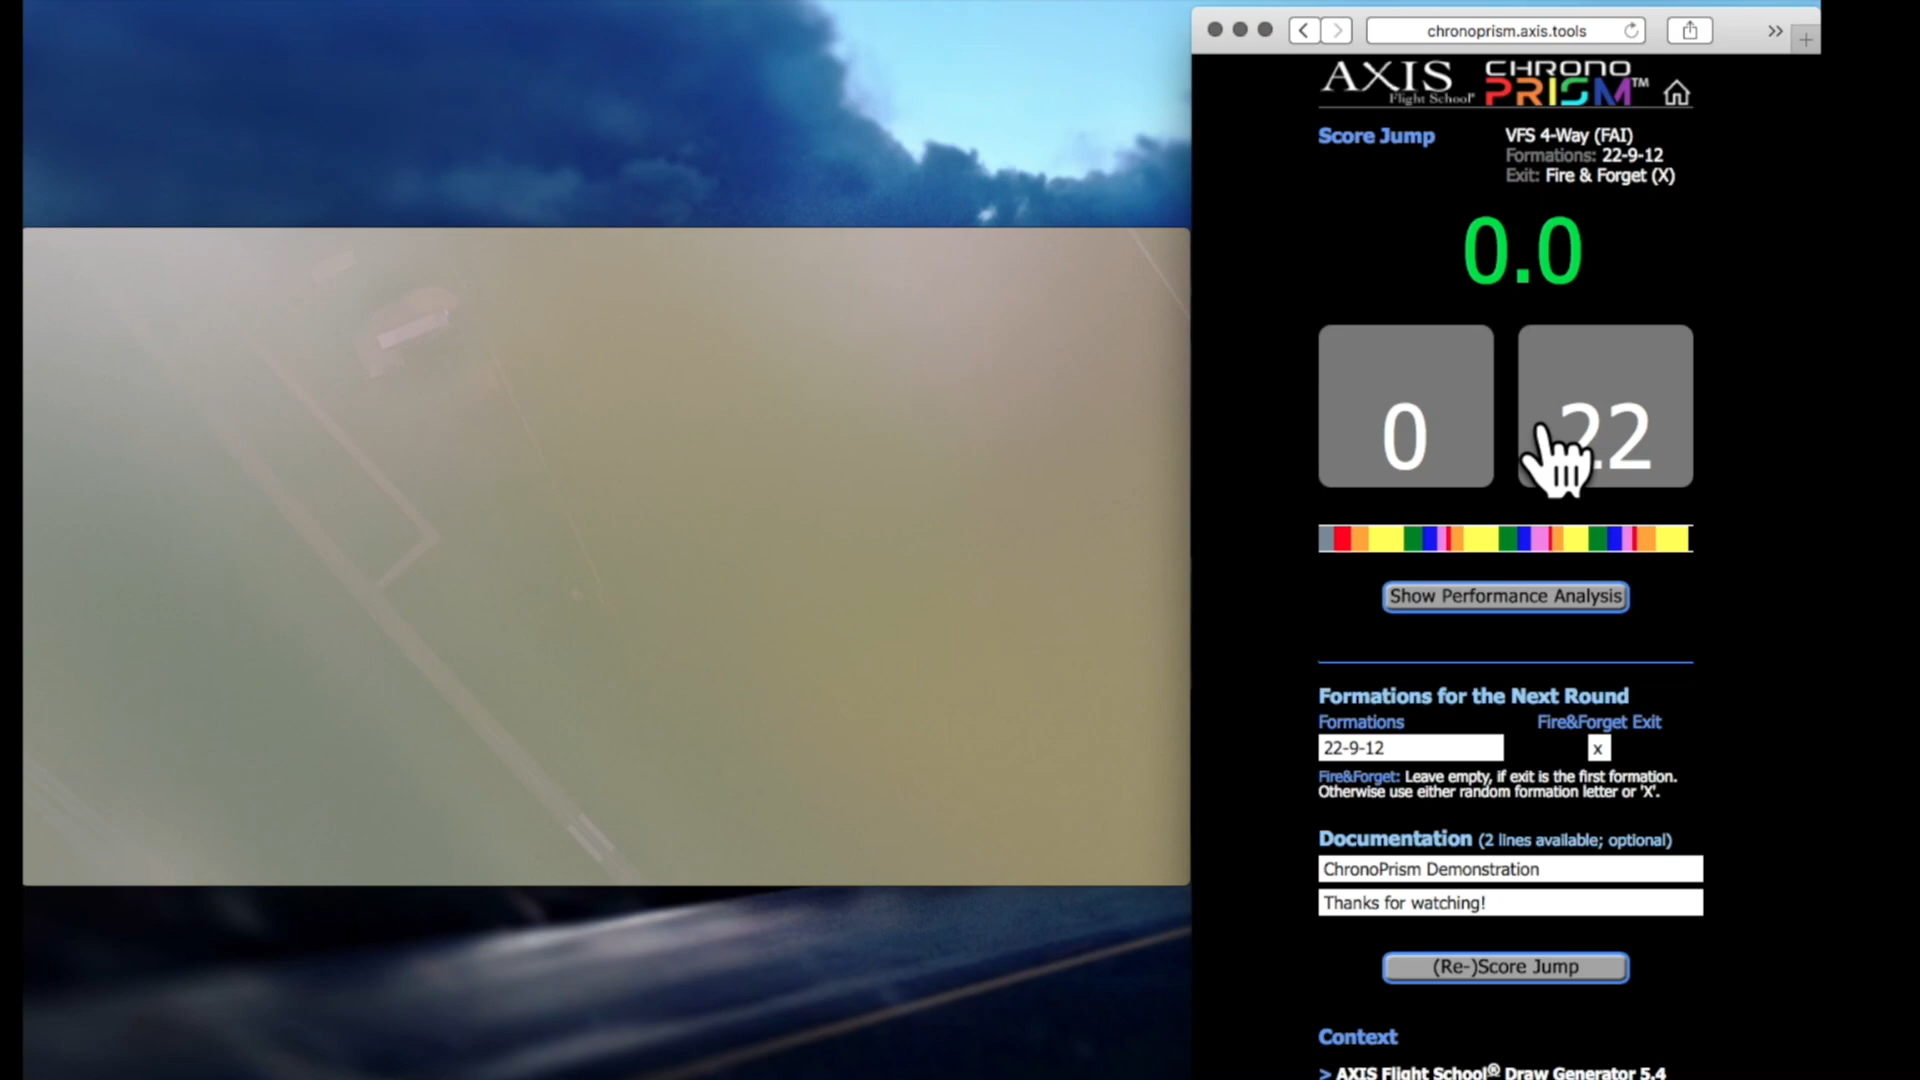 chronoprism.axis.tools
AXIS
Flight School®
CHRONO
PRISM™
Score Jump
VFS 4-Way (FAI)
Formations: 22-9-12
Exit: Fire & Forget (X)
0.0
0
22
Show Performance Analysis
Formations for the Next Round
Formations
Fire&Forget Exit
22-9-12
x
Fire&Forget: Leave empty, if exit is the first formation.
Otherwise use either random formation letter or 'X'.
Documentation (2 lines available; optional)
ChronoPrism Demonstration
Thanks for watching!
(Re-)Score Jump
Context
> AXIS Flight School® Draw Generator 5.4